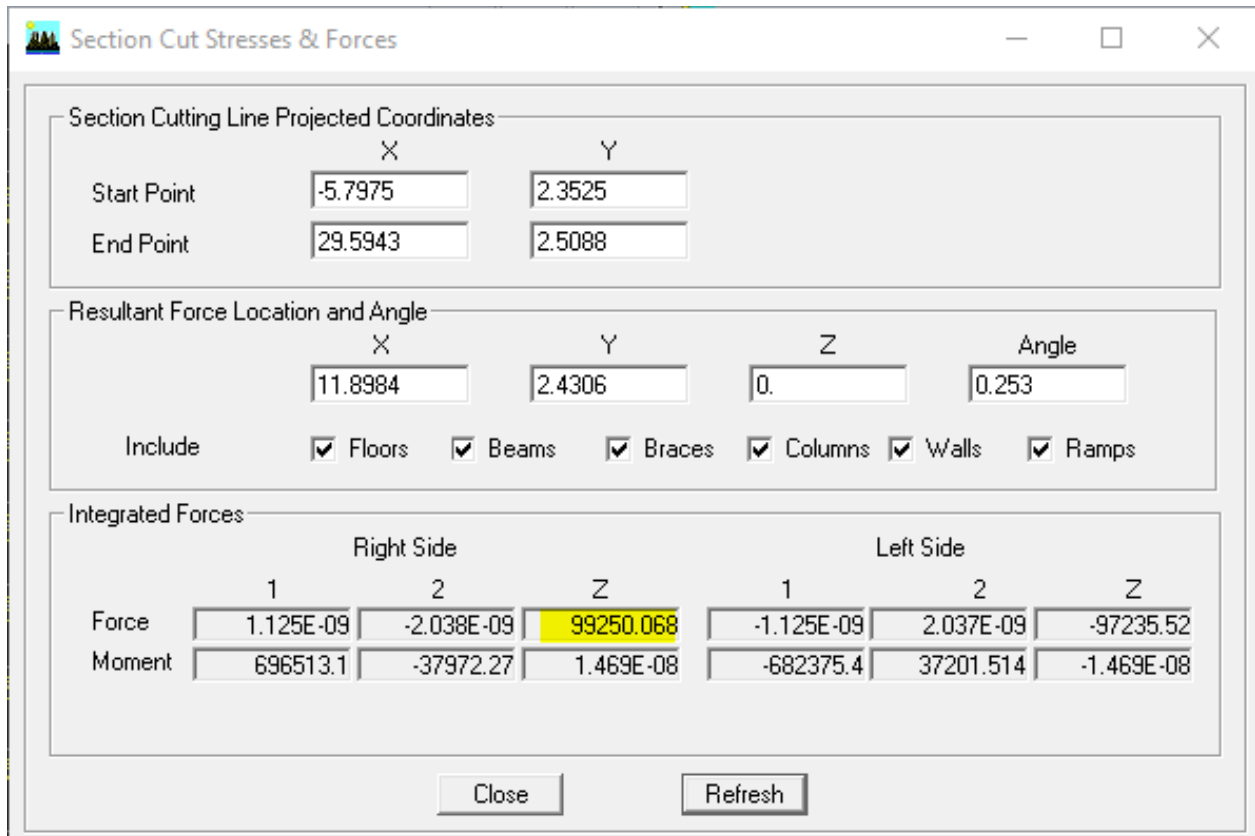 Section Cut Stresses & Forces
Section Cutting Line Projected Coordinates
X Y
Start Point -5.7975 2.3525
End Point 29.5943 2.5088
Resultant Force Location and Angle
X Y Z Angle
11.8984 2.4306 0. 0.253
Include Floors Beams Braces Columns Walls Ramps
Integrated Forces
Right Side Left Side
1 2 Z 1 2 Z
Force 1.125E-09 -2.038E-09 99250.068 -1.125E-09 2.037E-09 -97235.52
Moment 696513.1 -37972.27 1.469E-08 -682375.4 37201.514 -1.469E-08
Close Refresh